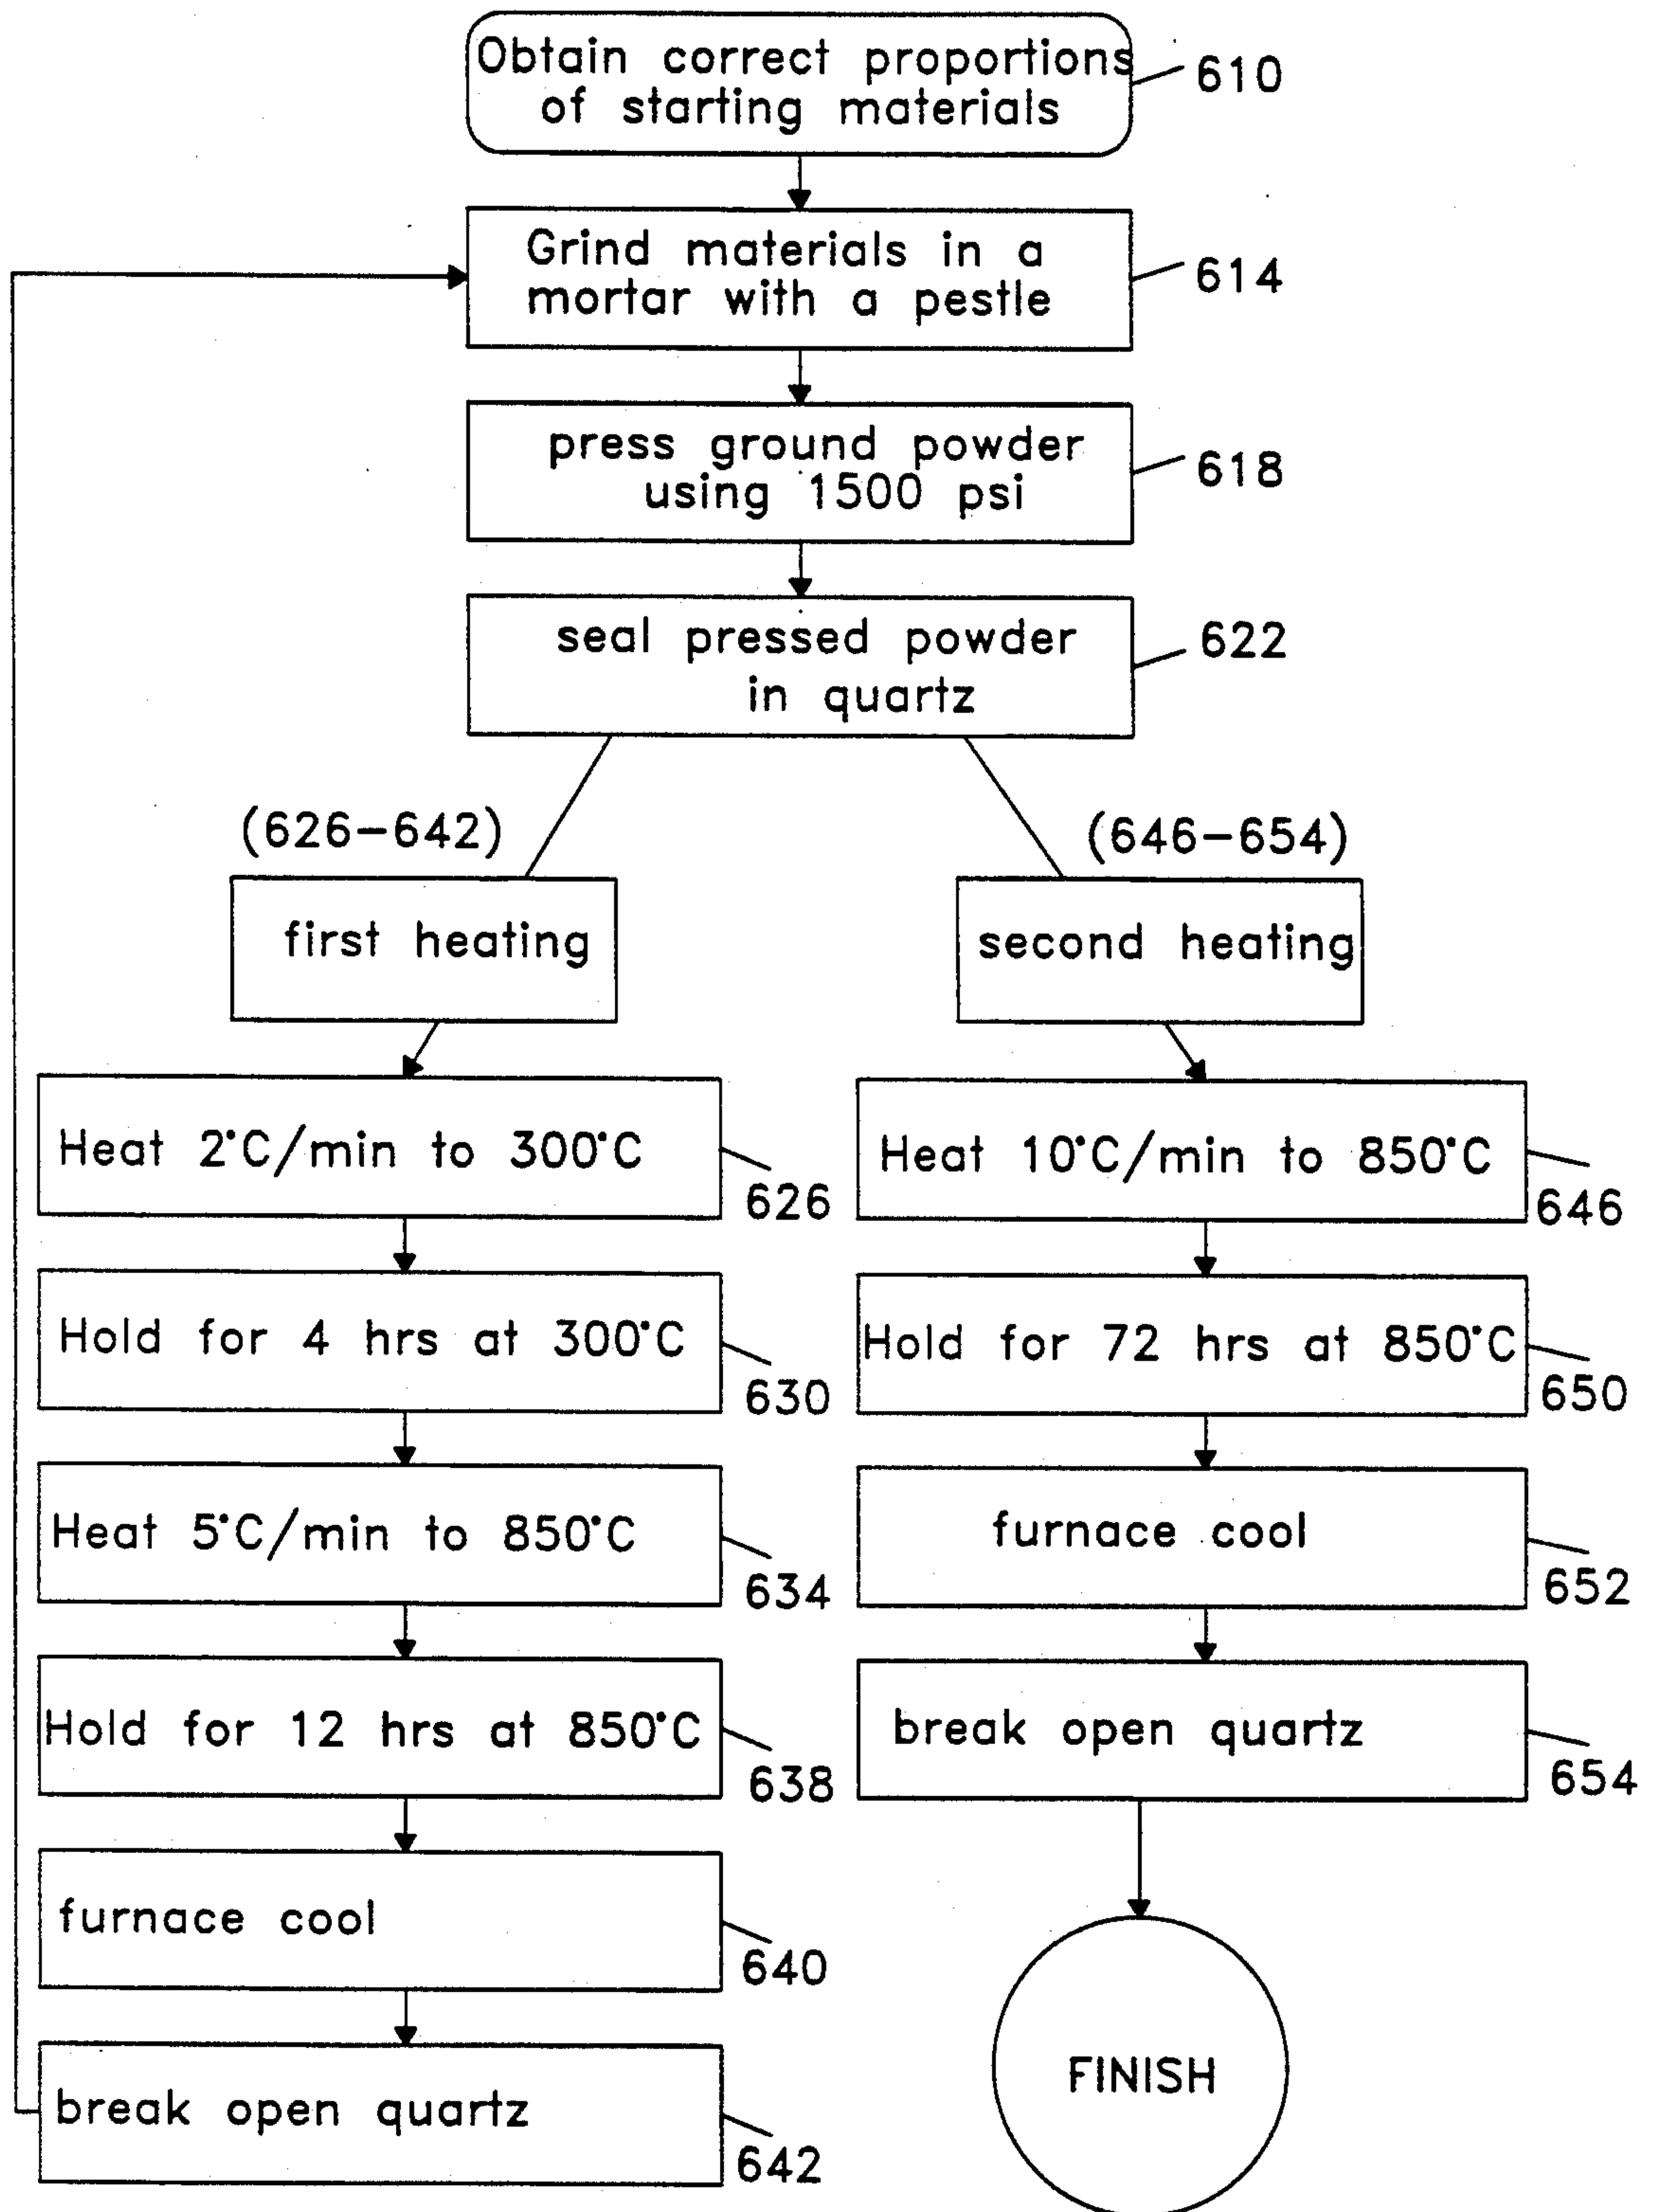 Obtain correct proportions
of starting materials
610
Grind materials in a
mortar with a pestle
614
press ground powder
using 1500 psi
618
seal pressed powder
in quartz
622
(626-642)
first heating
Heat 2°C/min to 300°C
626
Hold for 4 hrs at 300°C
630
Heat 5°C/min to 850°C
634
Hold for 12 hrs at 850°C
638
furnace cool
640
break open quartz
642
(646-654)
second heating
Heat 10°C/min to 850°C
646
Hold for 72 hrs at 850°C
650
furnace cool
652
break open quartz
654
FINISH